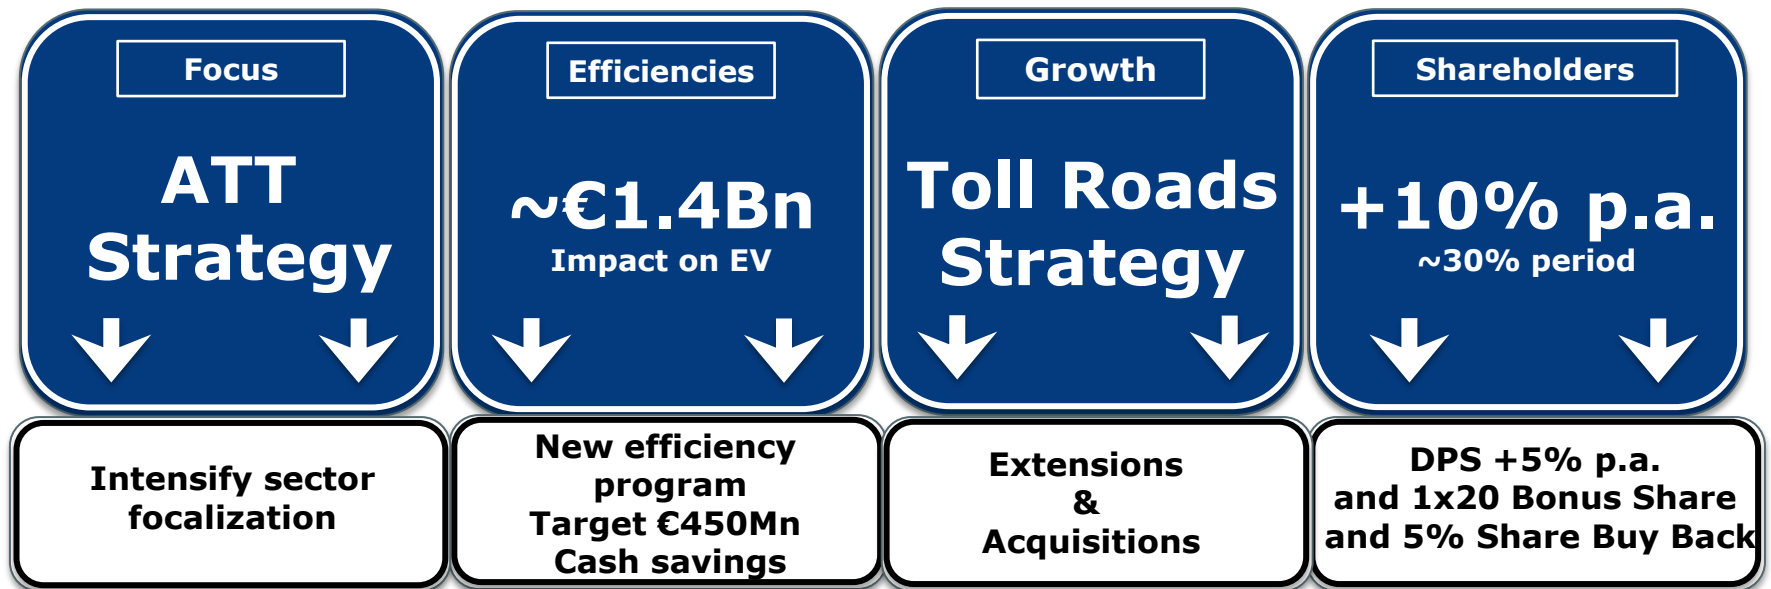 Focus
ATT
Strategy
Intensify sector
focalization
Efficiencies
~€1.4Bn
Impact on EV
New efficiency
program
Target €450Mn
Cash savings
Growth
Toll Roads
Strategy
Extensions
&
Acquisitions
Shareholders
+10% p.a.
~30% period
DPS +5% p.a.
and 1x20 Bonus Share
and 5% Share Buy Back